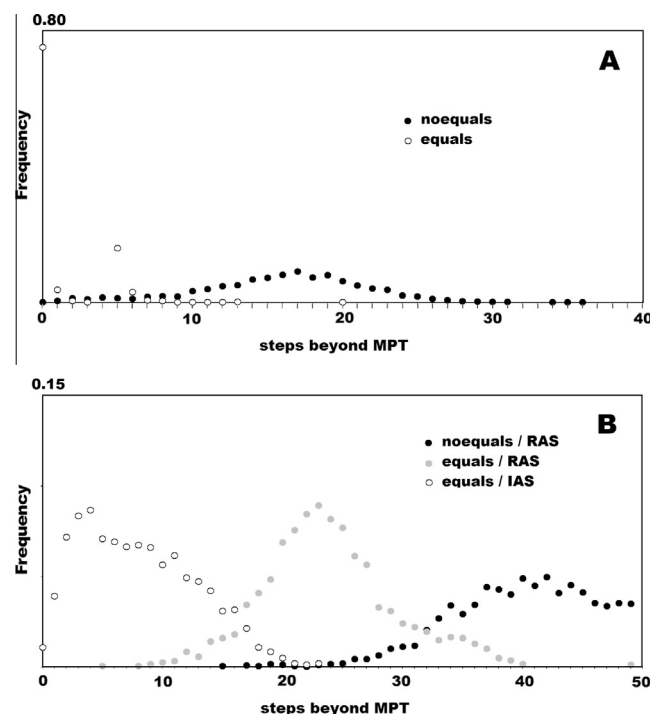 0.80
A
noequals
equals
Frequency
0 10 20 30 40
steps beyond MPT
0.15
B
noequals / RAS
equals / RAS
equals / IAS
Frequency
0 10 20 30 40 50
steps beyond MPT